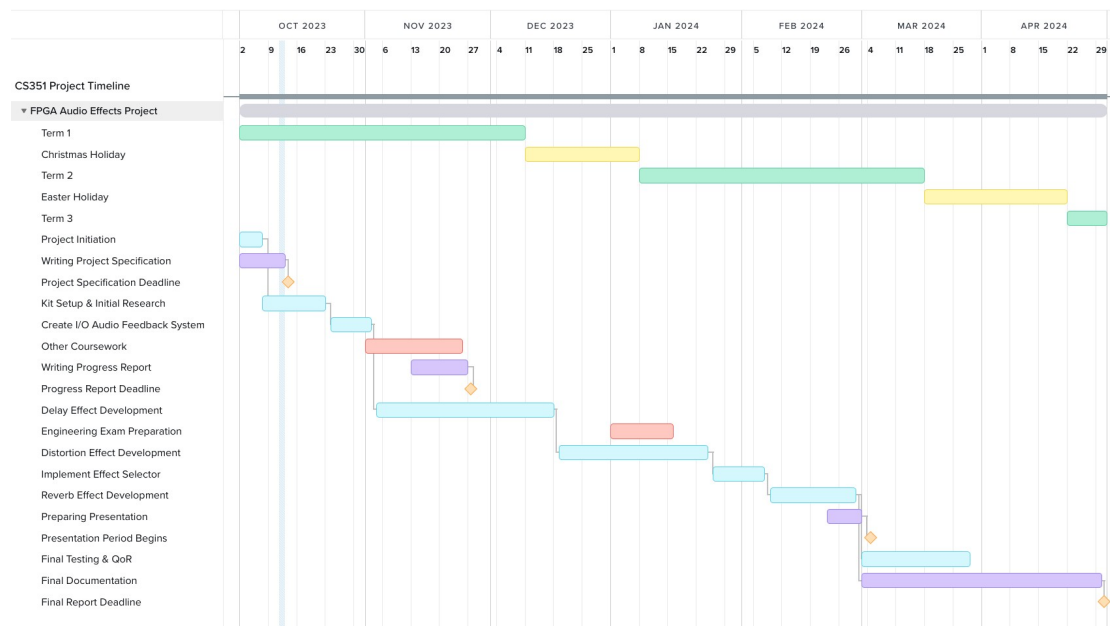 OCT 2023 NOV 2023 DEC 2023 JAN 2024 FEB 2024 MAR 2024 APR 2024
2 9 16 23 30 6 13 20 27 4 11 18 25 1 8 15 22 29 5 12 19 26 4 11 18 25 1 8 15 22 29
CS351 Project Timeline
FPGA Audio Effects Project
Term 1
Christmas Holiday
Term 2
Easter Holiday
Term 3
Project Initiation
Writing Project Specification
Project Specification Deadline
Kit Setup & Initial Research
Create I/O Audio Feedback System
Other Coursework
Writing Progress Report
Progress Report Deadline
Delay Effect Development
Engineering Exam Preparation
Distortion Effect Development
Implement Effect Selector
Reverb Effect Development
Preparing Presentation
Presentation Period Begins
Final Testing & QoR
Final Documentation
Final Report Deadline